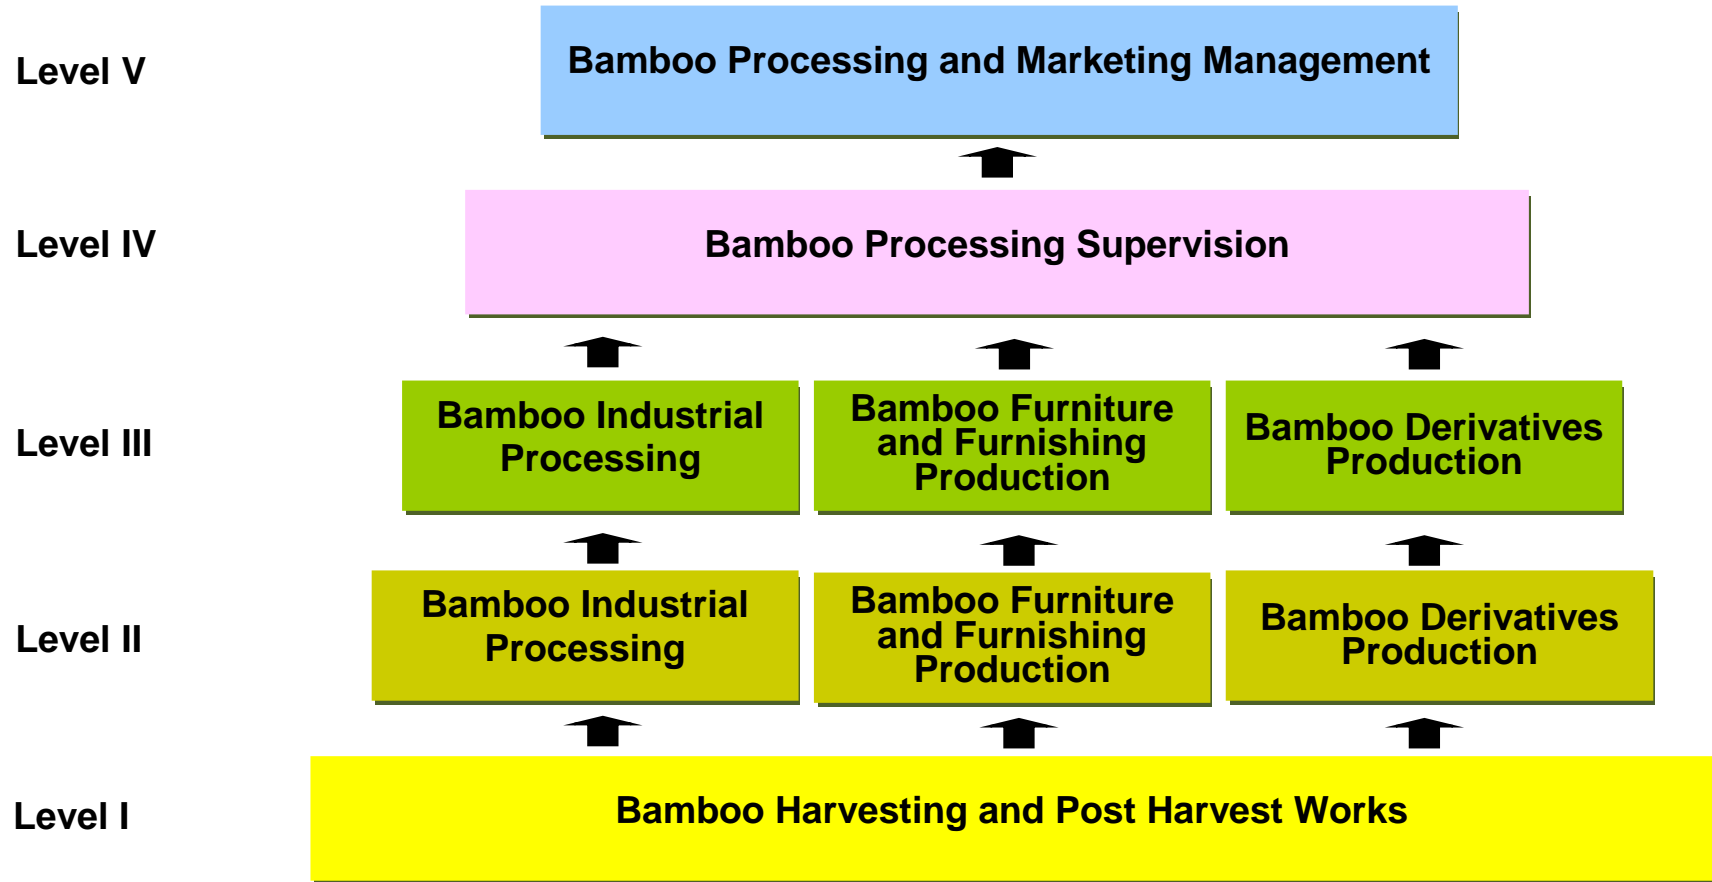 Level V
Bamboo Processing and Marketing Management
Level IV
Bamboo Processing Supervision
Level III
Bamboo Industrial
Processing
Bamboo Furniture
and Furnishing
Production
Bamboo Derivatives
Production
Level II
Bamboo Industrial
Processing
Bamboo Furniture
and Furnishing
Production
Bamboo Derivatives
Production
Level I
Bamboo Harvesting and Post Harvest Works